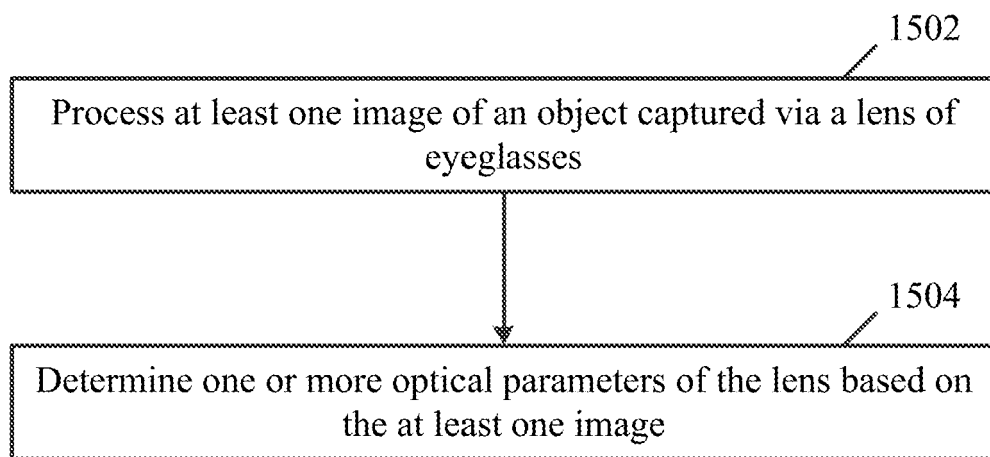 1502
Process at least one image of an object captured via a lens of
eyeglasses
1504
Determine one or more optical parameters of the lens based on
the at least one image